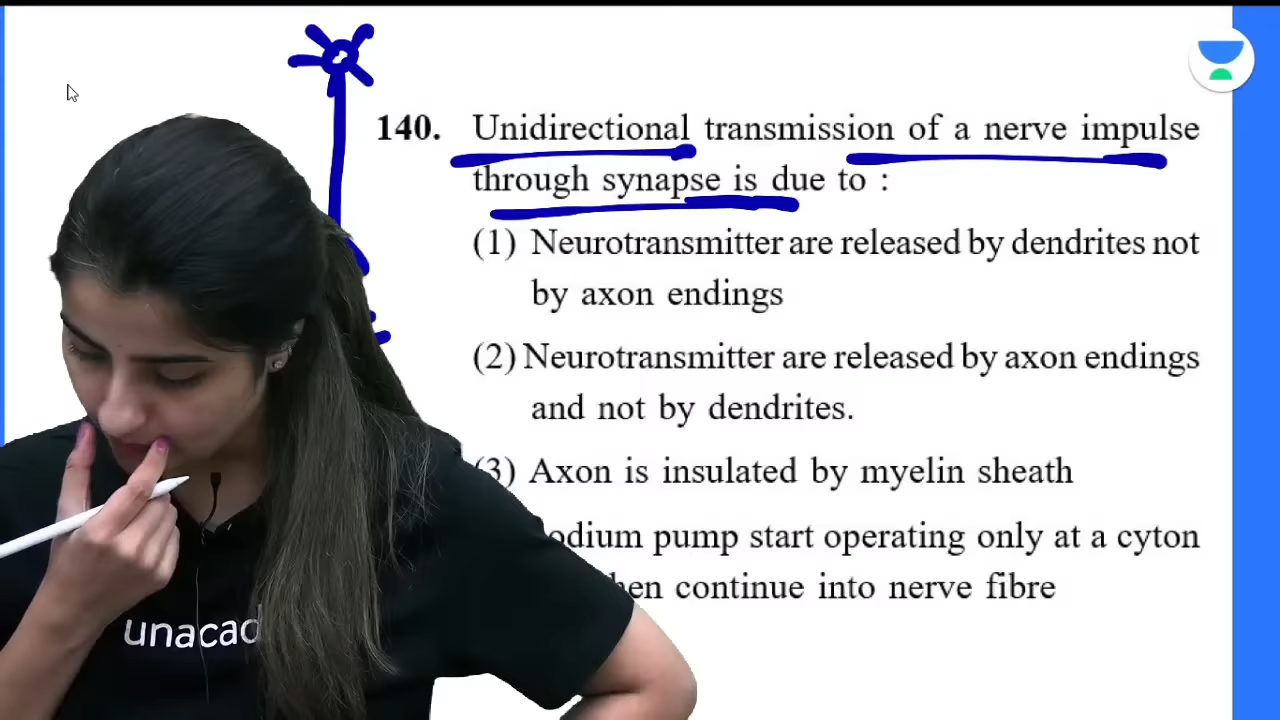 140. Unidirectional transmission of a nerve impulse
through synapse is due to :
(1) Neurotransmitter are released by dendrites not
by axon endings
(2) Neurotransmitter are released by axon endings
and not by dendrites.
(3) Axon is insulated by myelin sheath
odium pump start operating only at a cyton
hen continue into nerve fibre
unacad